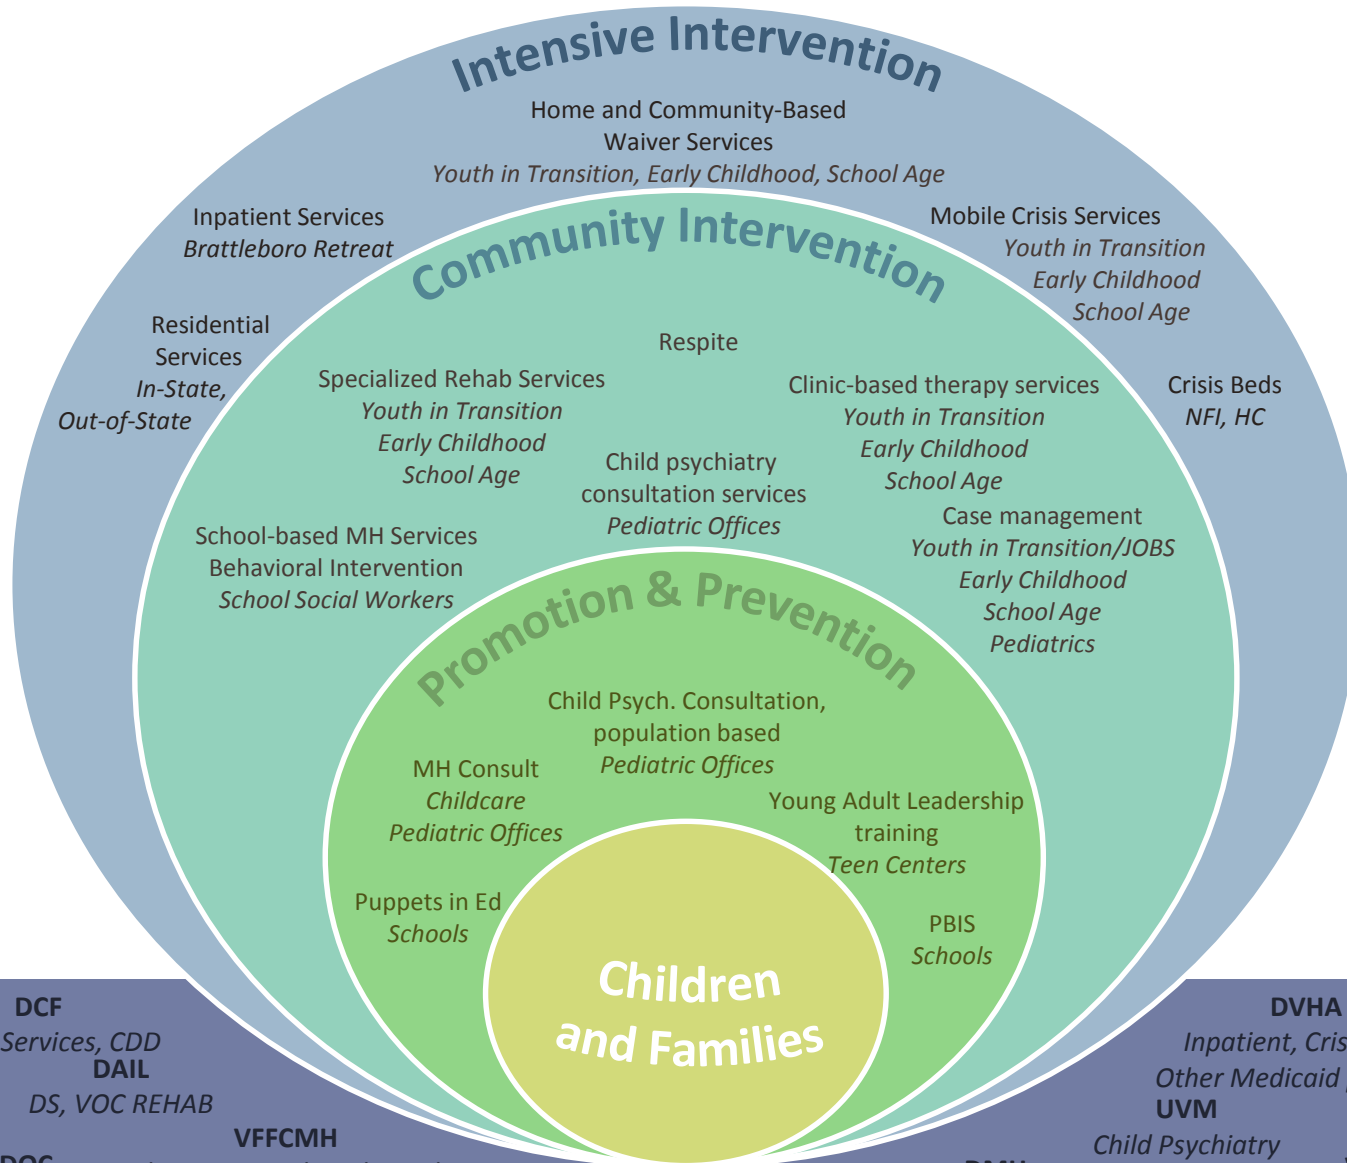 Intensive Intervention
Home and Community-Based
Waiver Services
Youth in Transition, Early Childhood, School Age
Inpatient Services
Brattleboro Retreat
Mobile Crisis Services
Youth in Transition
Early Childhood
School Age
Residential
Services
In-State,
Out-of-State
Crisis Beds
NFI, HC
Community Intervention
Respite
Specialized Rehab Services
Youth in Transition
Early Childhood
School Age
Clinic-based therapy services
Youth in Transition
Early Childhood
School Age
Child psychiatry
consultation services
Pediatric Offices
School-based MH Services
Behavioral Intervention
School Social Workers
Case management
Youth in Transition/JOBS
Early Childhood
School Age
Pediatrics
Promotion & Prevention
Child Psych. Consultation,
population based
Pediatric Offices
MH Consult
Childcare
Pediatric Offices
Young Adult Leadership
training
Teen Centers
Puppets in Ed
Schools
PBIS
Schools
Children
and Families
DCF
Services, CDD
DAIL
DS, VOC REHAB
VFFCMH
DVHA
Inpatient, Cris
Other Medicaid
UVM
Child Psychiatry